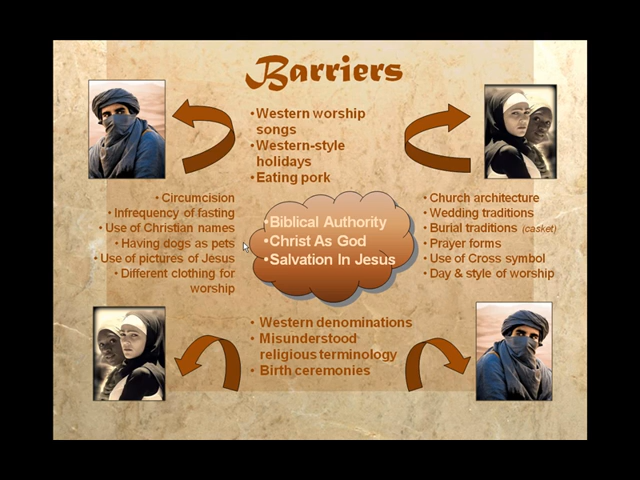 Barriers
•Western worship
songs
•Western-style
holidays
•Eating pork
•Circumcision
•Infrequency of fasting
•Use of Christian names
•Having dogs as pets
•Use of pictures of Jesus
•Different clothing for
worship
•Biblical Authority
•Christ As God
•Salvation In Jesus
•Church architecture
•Wedding traditions
•Burial traditions (casket)
•Prayer forms
•Use of Cross symbol
•Day & style of worship
• Western denominations
• Misunderstood
religious terminology
• Birth ceremonies